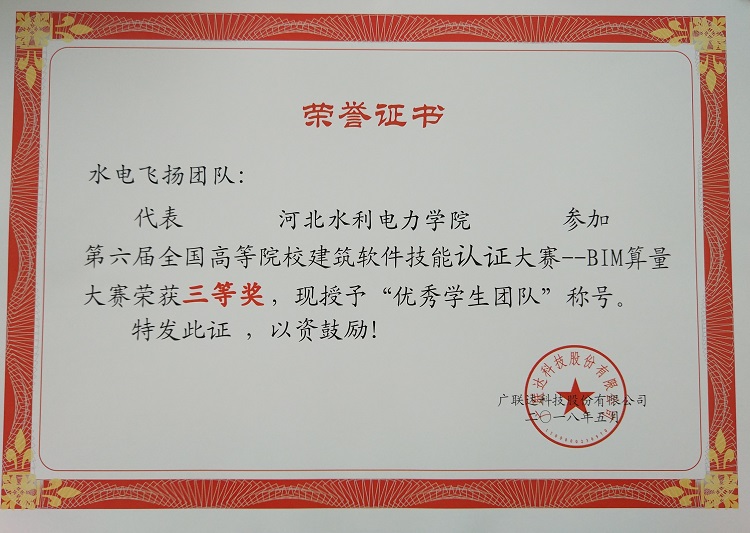 荣誉证书
水电飞扬团队：
代表 河北水利电力学院 参加
第六届全国高等院校建筑软件技能认证大赛--BIM算量
大赛荣获三等奖，现授予“优秀学生团队”称号。
特发此证，以资鼓励！
广联达科技股份有限公司
二〇一八年五月